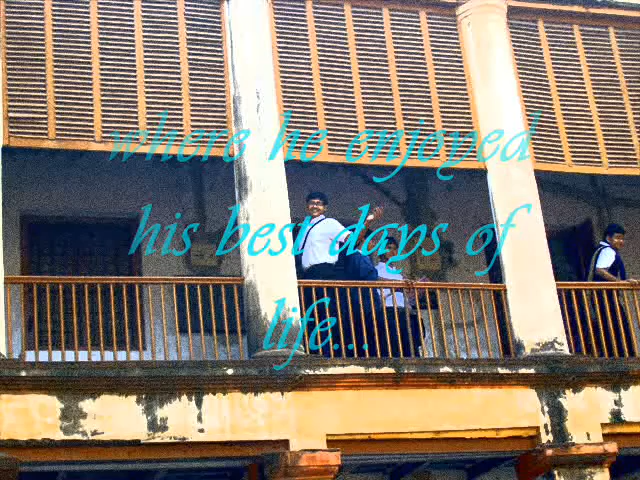 where he enjoyed
his best days of
life...